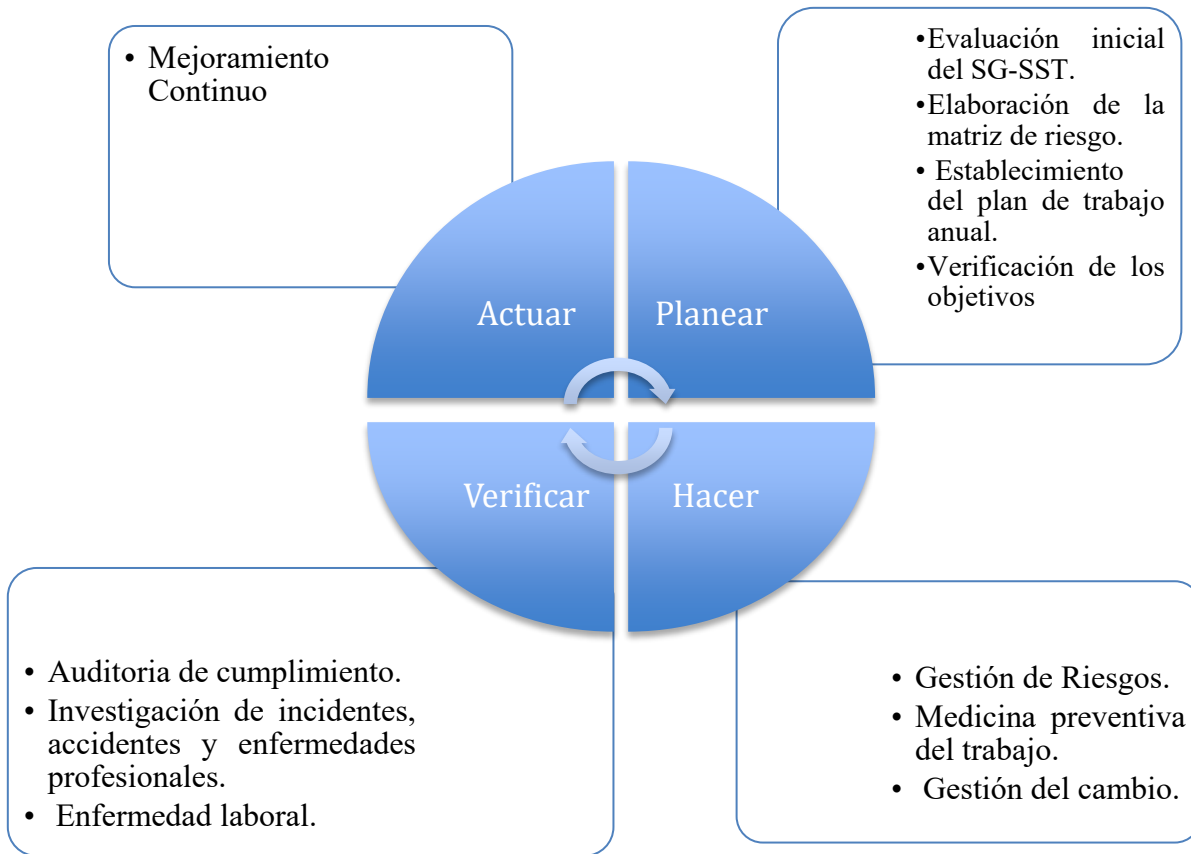 • Mejoramiento
Continuo
•Evaluación inicial
del SG-SST.
•Elaboración de la
matriz de riesgo.
• Establecimiento
del plan de trabajo
anual.
•Verificación de los
objetivos
Actuar
Planear
Verificar
Hacer
• Auditoria de cumplimiento.
• Investigación de incidentes,
accidentes y enfermedades
profesionales.
• Enfermedad laboral.
• Gestión de Riesgos.
• Medicina preventiva
del trabajo.
• Gestión del cambio.